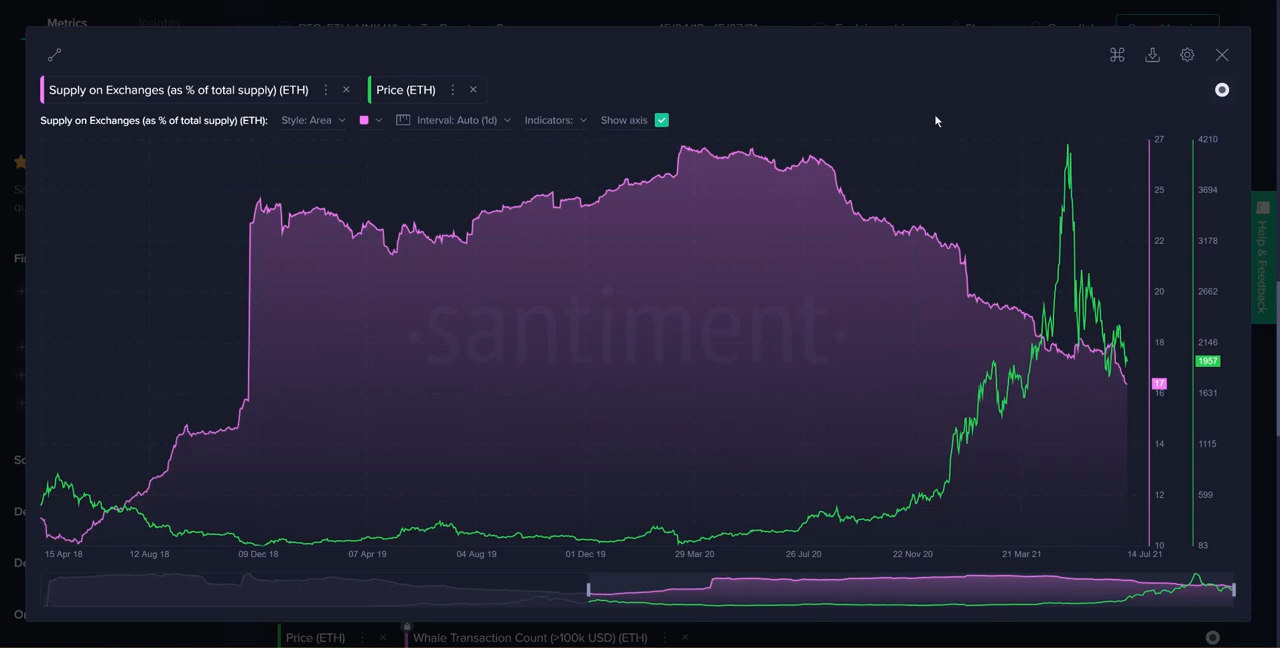 Metrics
Insights
Supply on Exchanges (as % of total supply) (ETH)
Price (ETH)
Supply on Exchanges (as % of total supply) (ETH):
Style: Area
Interval: Auto (1d)
Indicators:
Show axis
·santiment·
27
25
22
20
18
17
16
14
12
10
4210
3694
3178
2662
2146
1957
1631
1115
599
83
15 Apr 18
12 Aug 18
09 Dec 18
07 Apr 19
04 Aug 19
01 Dec 19
29 Mar 20
26 Jul 20
22 Nov 20
21 Mar 21
14 Jul 21
Help & Feedback
Price (ETH)
Whale Transaction Count (>100k USD) (ETH)